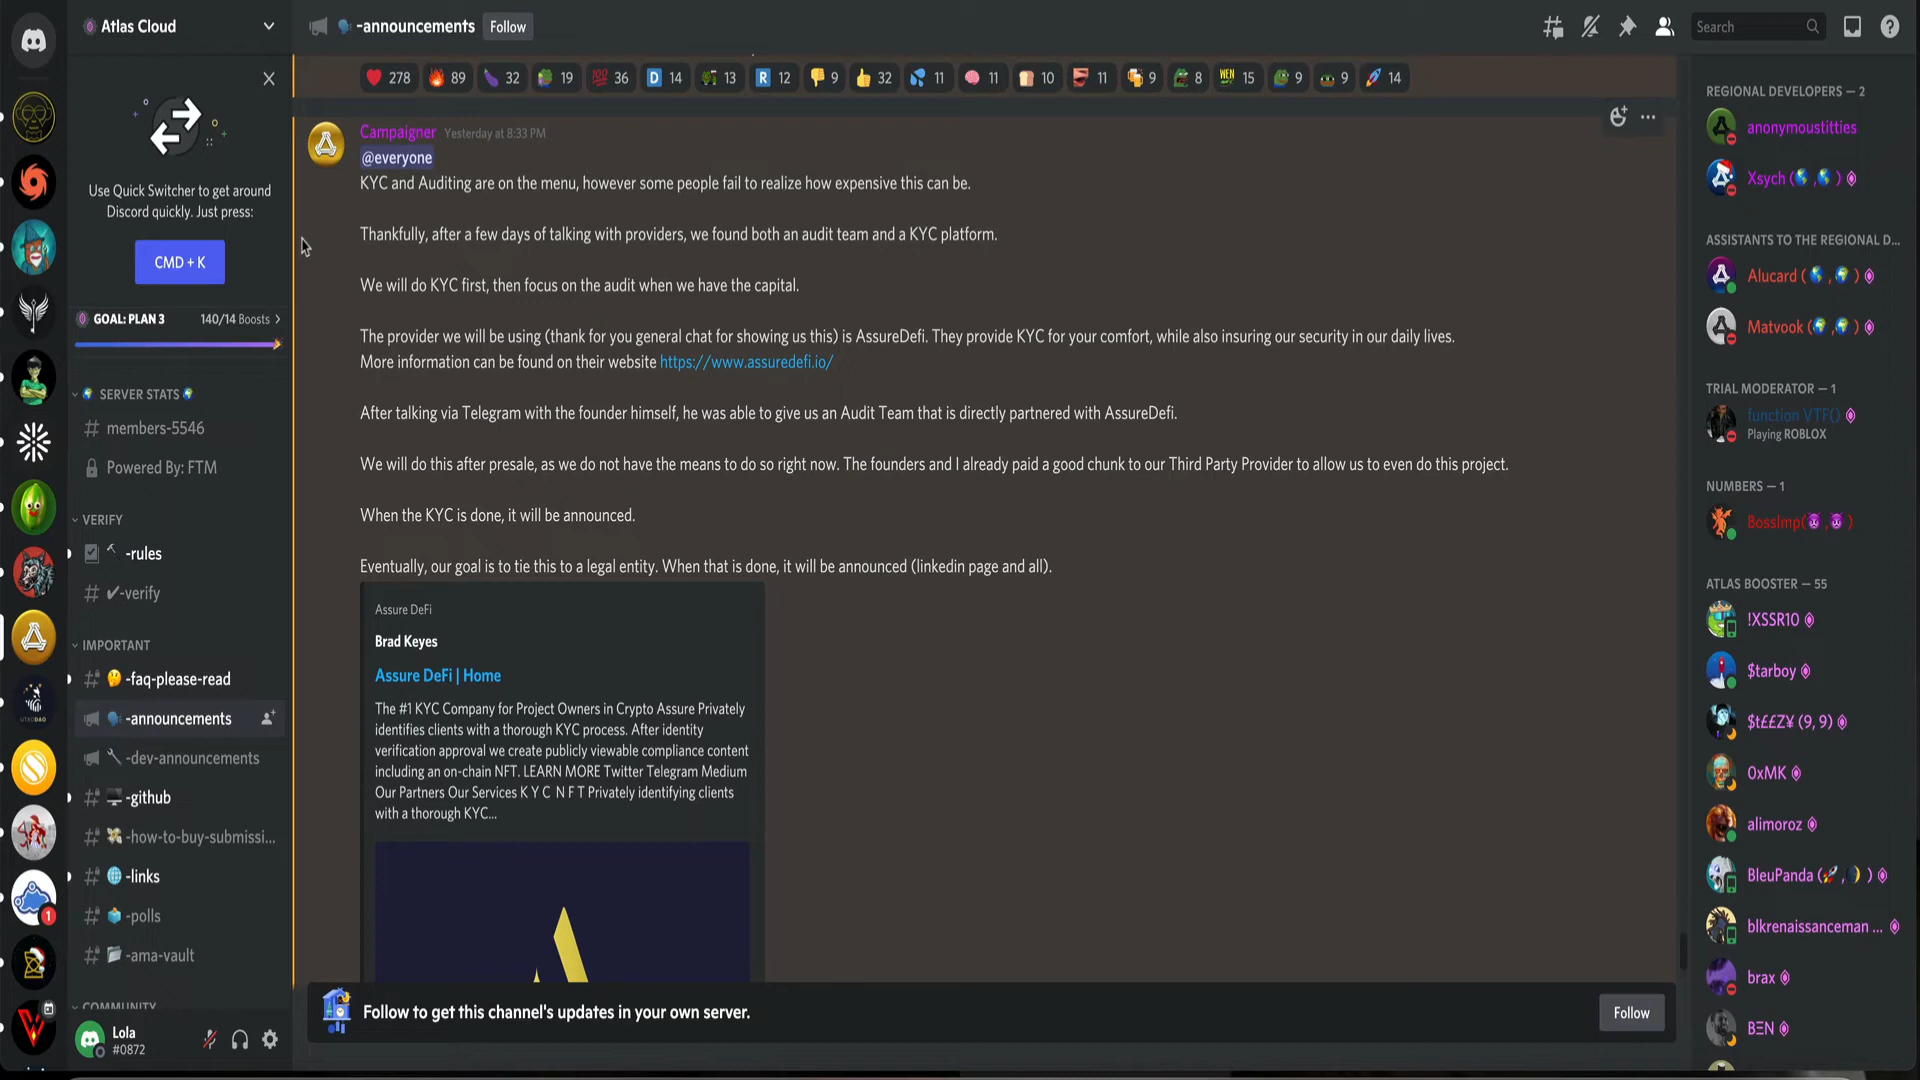 Atlas Cloud
-announcements
Follow
Search
278
89
32
19
36
14
13
12
9
32
11
11
10
11
9
8
15
9
9
14
Use Quick Switcher to get around
Discord quickly. Just press:
CMD + K
GOAL: PLAN 3
140/14 Boosts
SERVER STATS
members-5546
Powered By: FTM
VERIFY
-rules
-verify
IMPORTANT
-faq-please-read
-announcements
-dev-announcements
-github
-how-to-buy-submissi...
-links
-polls
-ama-vault
COMMUNITY
1
Lola
#0872
Campaigner Yesterday at 8:33 PM
@everyone
KYC and Auditing are on the menu, however some people fail to realize how expensive this can be.
Thankfully, after a few days of talking with providers, we found both an audit team and a KYC platform.
We will do KYC first, then focus on the audit when we have the capital.
The provider we will be using (thank for you general chat for showing us this) is AssureDefi. They provide KYC for your comfort, while also insuring our security in our daily lives.
More information can be found on their website https://www.assuredefi.io/
After talking via Telegram with the founder himself, he was able to give us an Audit Team that is directly partnered with AssureDefi.
We will do this after presale, as we do not have the means to do so right now. The founders and I already paid a good chunk to our Third Party Provider to allow us to even do this project.
When the KYC is done, it will be announced.
Eventually, our goal is to tie this to a legal entity. When that is done, it will be announced (linkedin page and all).
Assure DeFi
Brad Keyes
Assure DeFi | Home
The #1 KYC Company for Project Owners in Crypto Assure Privately
identifies clients with a thorough KYC process. After identity
verification approval we create publicly viewable compliance content
including an on-chain NFT. LEARN MORE Twitter Telegram Medium
Our Partners Our Services K Y C N F T Privately identifying clients
with a thorough KYC...
Follow to get this channel's updates in your own server.
Follow
REGIONAL DEVELOPERS — 2
anonymoustitties
Xsych (🌎,🌎)
ASSISTANTS TO THE REGIONAL D...
Alucard (🌎,🌍)
Matvook (🌍,🌍)
TRIAL MODERATOR — 1
function VTF()
Playing ROBLOX
NUMBERS — 1
BossImp(😈,😈)
ATLAS BOOSTER — 55
!XSSR10
$tarboy
$t££Z¥ (9, 9)
0xMK
alimoroz
BleuPanda (🚀,🌒)
blkrenaissanceman ...
brax
BΞN